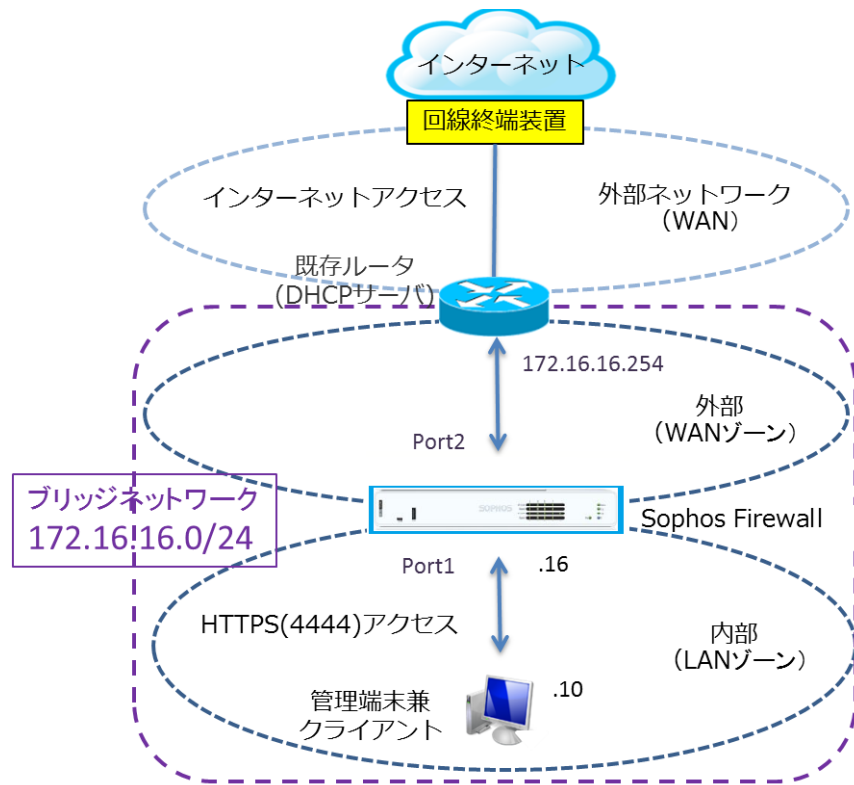 インターネット
回線終端装置
インターネットアクセス
外部ネットワーク
(WAN)
既存ルータ
(DHCPサーバ)
172.16.16.254
外部
(WANゾーン)
Port2
ブリッジネットワーク
172.16.16.0/24
SOPHOS
Sophos Firewall
Port1
.16
HTTPS(4444)アクセス
内部
(LANゾーン)
.10
管理端末兼
クライアント